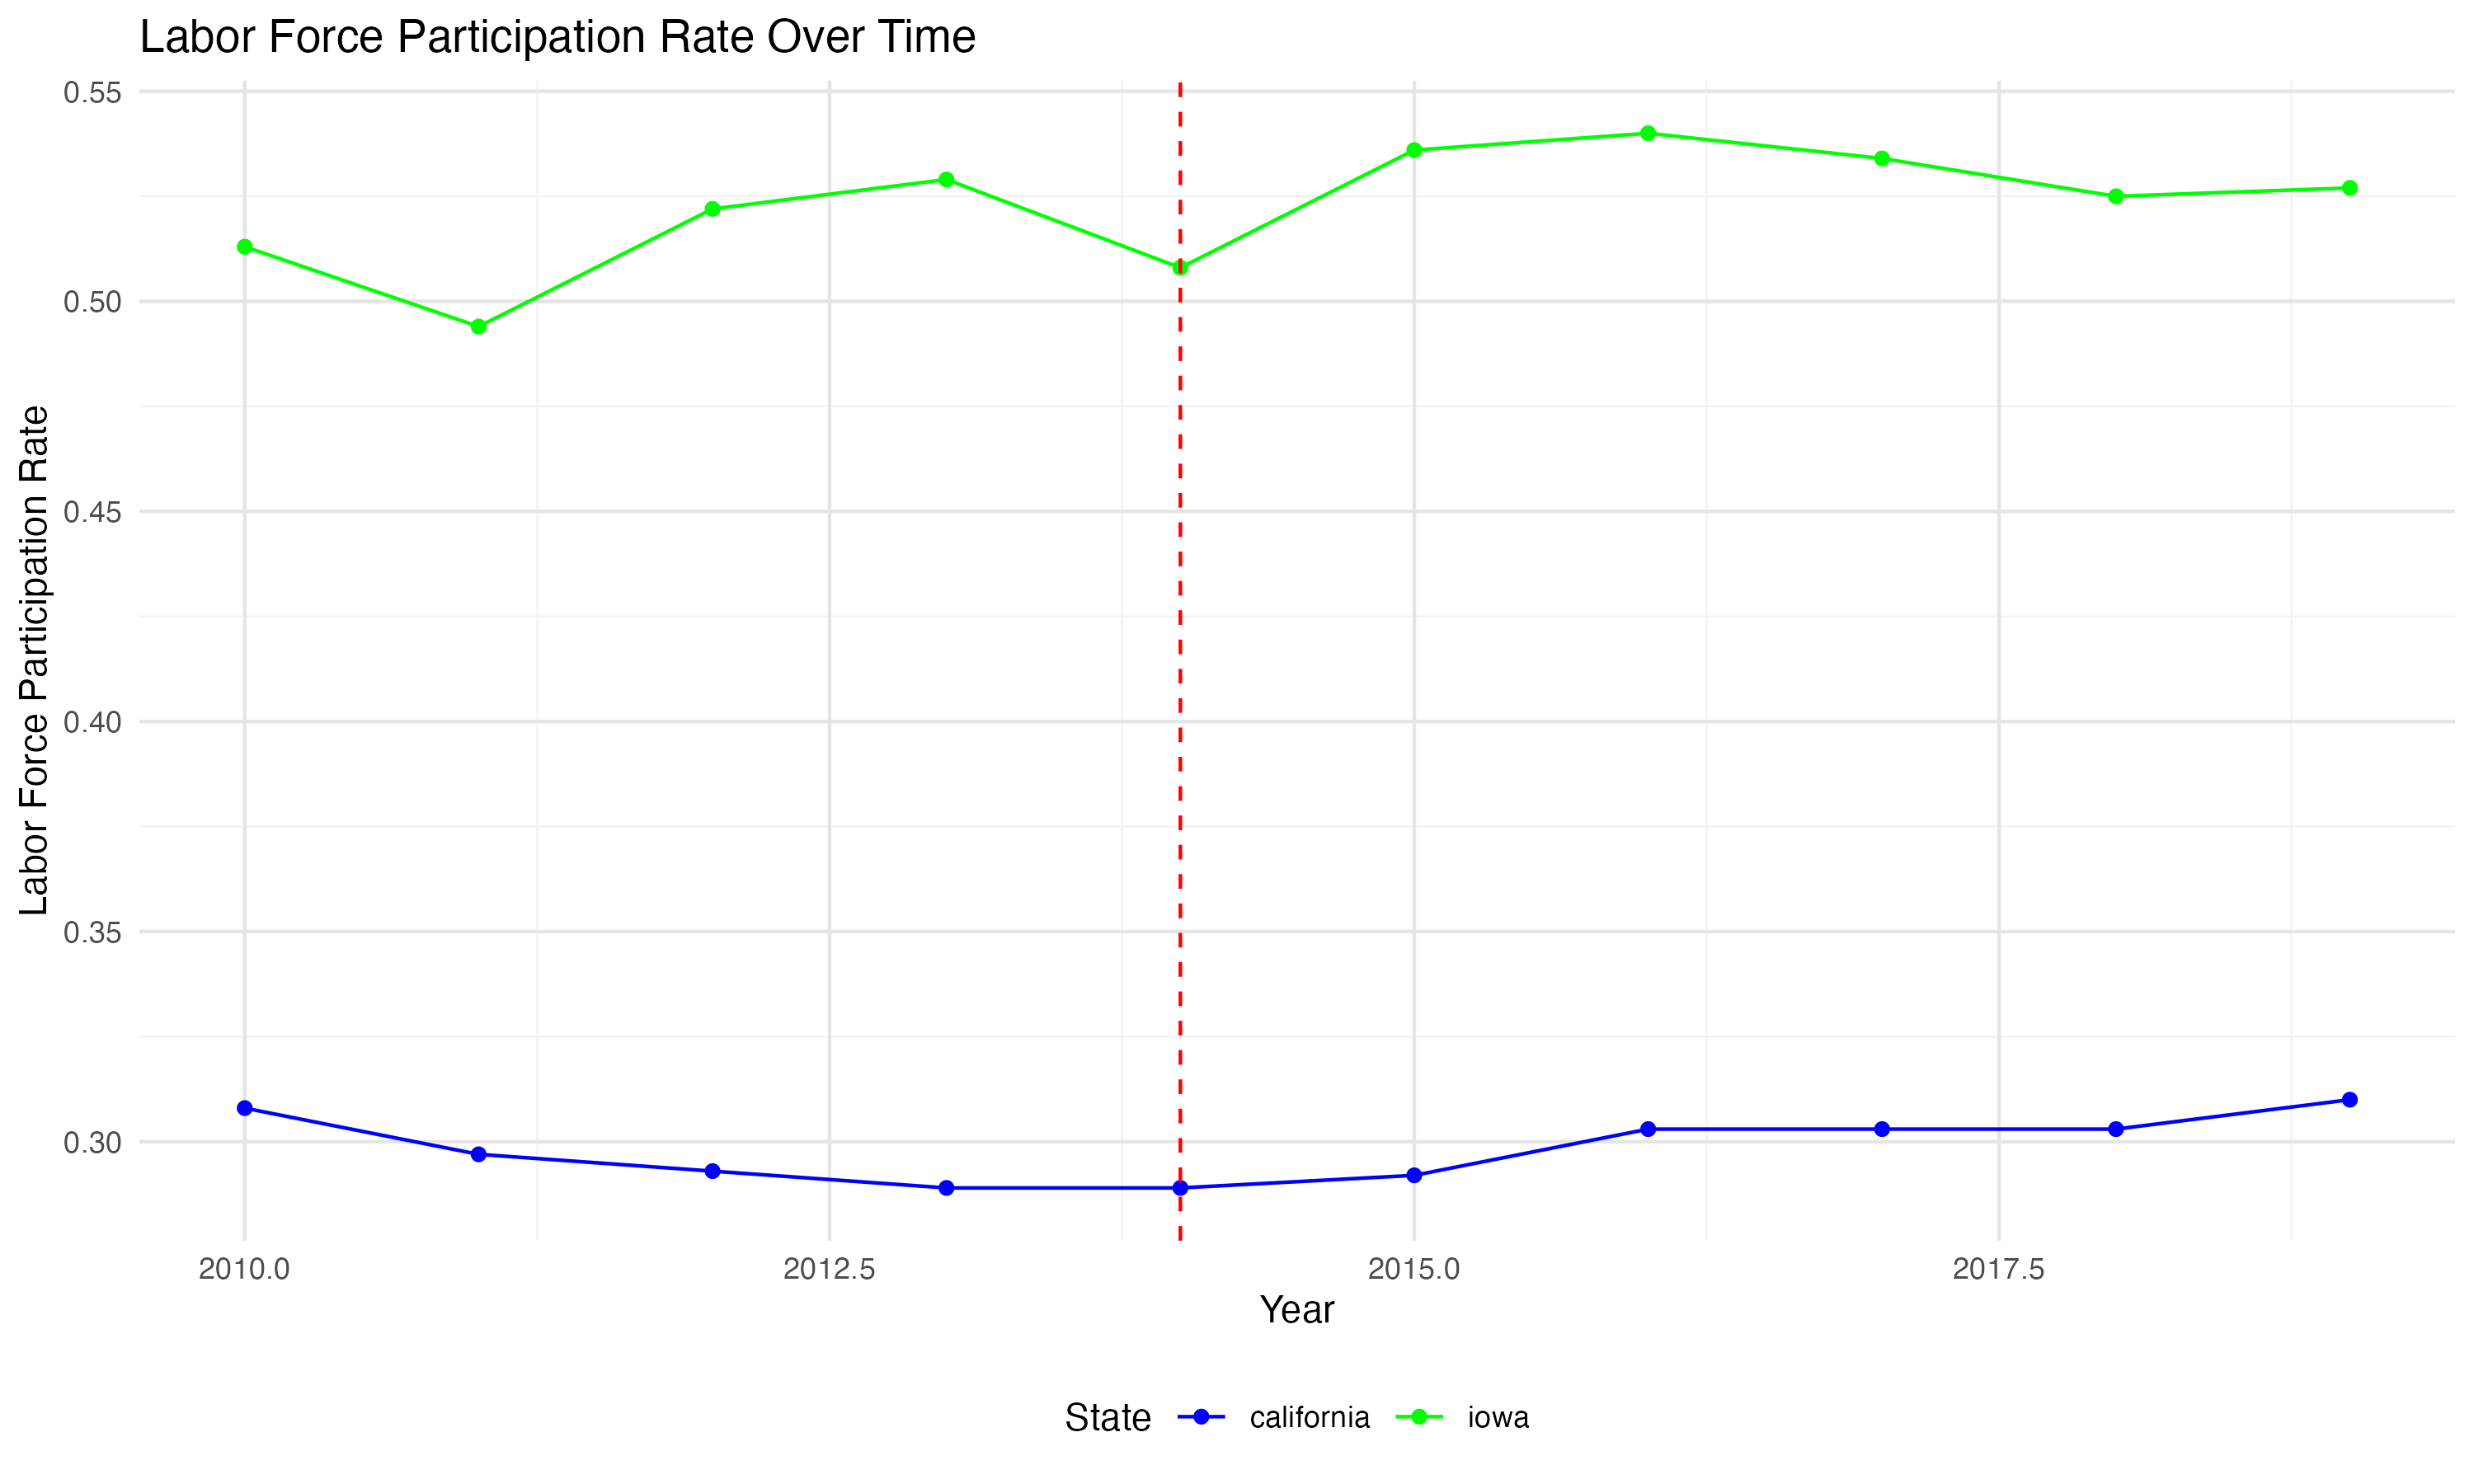 Labor Force Participation Rate Over Time
Labor Force Participation Rate
0.55
0.50
0.45
0.40
0.35
0.30
2010.0 2012.5 2015.0 2017.5
Year
State california iowa